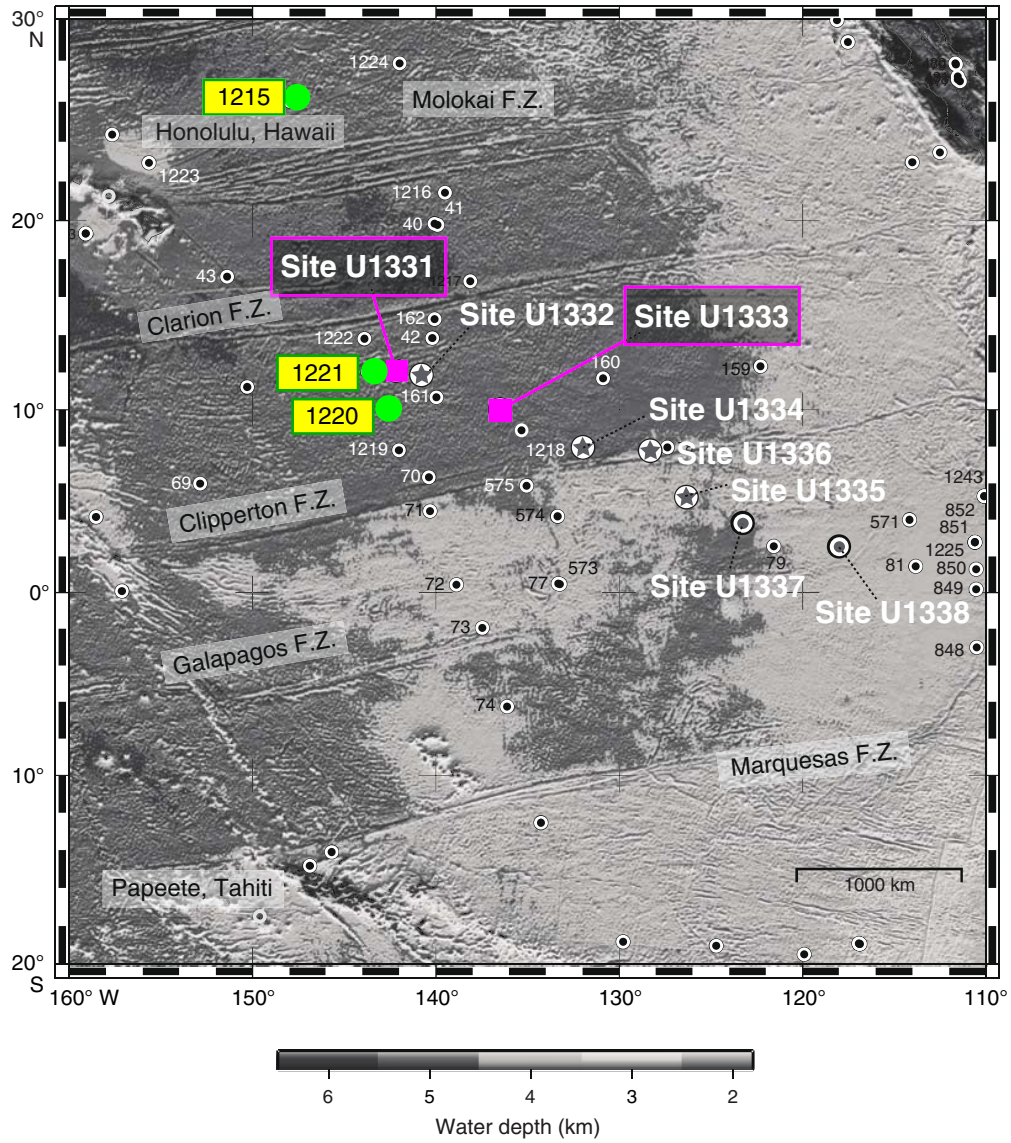 30°
N
1224
1215
Molokai F.Z.
Honolulu, Hawaii
1223
1216
41
20°
40
Site U1331
43
1217
Clarion F.Z.
162
Site U1332
Site U1333
1222
42
1221
160
159
10°
161
1220
Site U1334
1219
1218
Site U1336
70
69
575
Site U1335
1243
Clipperton F.Z.
71
574
852
571
851
1225
79
81
850
0°
72
77
573
Site U1337
849
Site U1338
73
848
Galapagos F.Z.
74
10°
Marquesas F.Z.
Papeete, Tahiti
1000 km
20°
S
160° W
150°
140°
130°
120°
110°
6
5
4
3
2
Water depth (km)